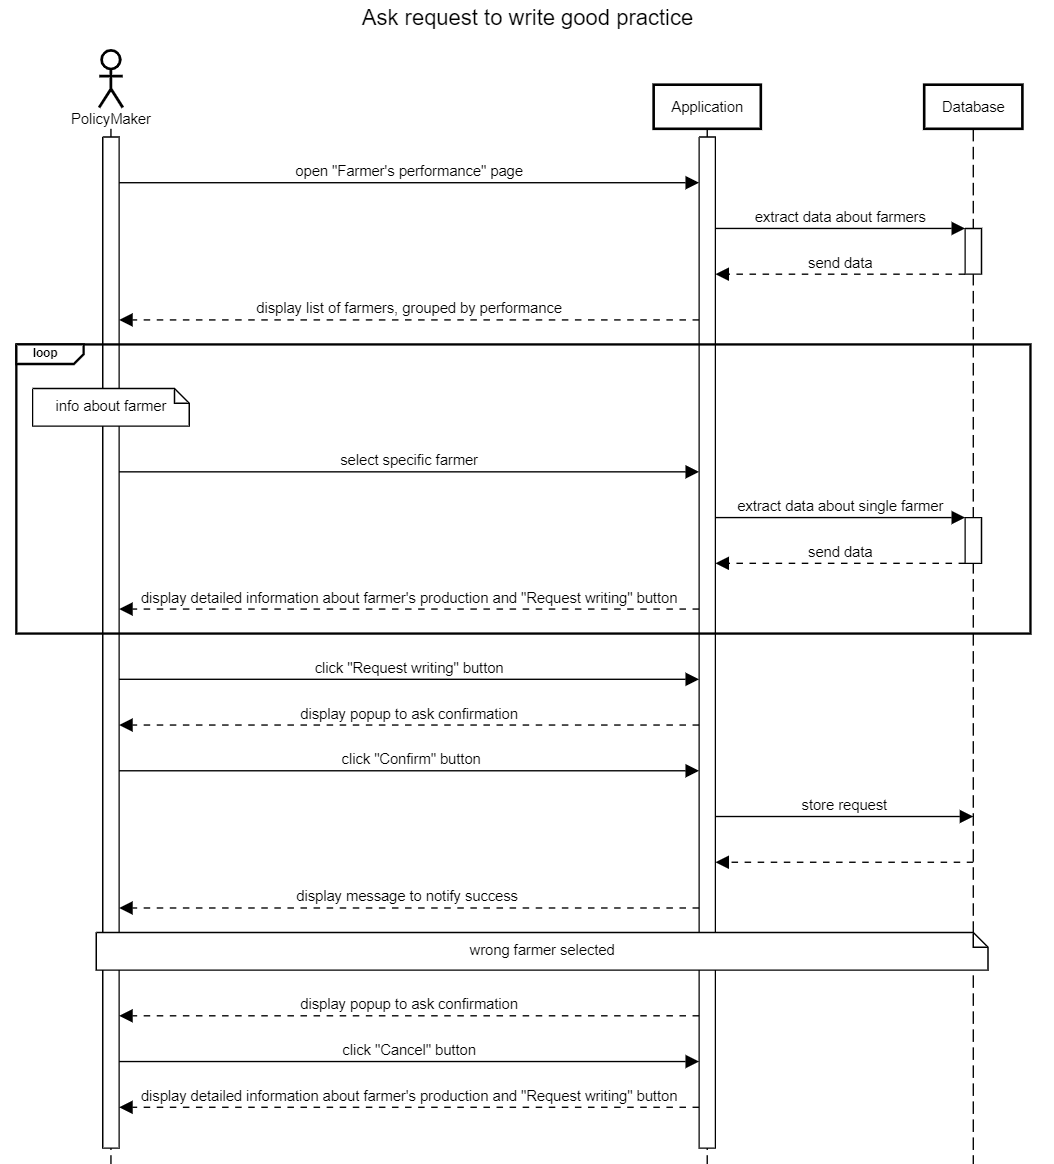 Ask request to write good practice
PolicyMaker
Application
Database
open "Farmer's performance" page
extract data about farmers
send data
display list of farmers, grouped by performance
loop
info about farmer
select specific farmer
extract data about single farmer
send data
display detailed information about farmer's production and "Request writing" button
click "Request writing" button
display popup to ask confirmation
click "Confirm" button
store request
display message to notify success
wrong farmer selected
display popup to ask confirmation
click "Cancel" button
display detailed information about farmer's production and "Request writing" button